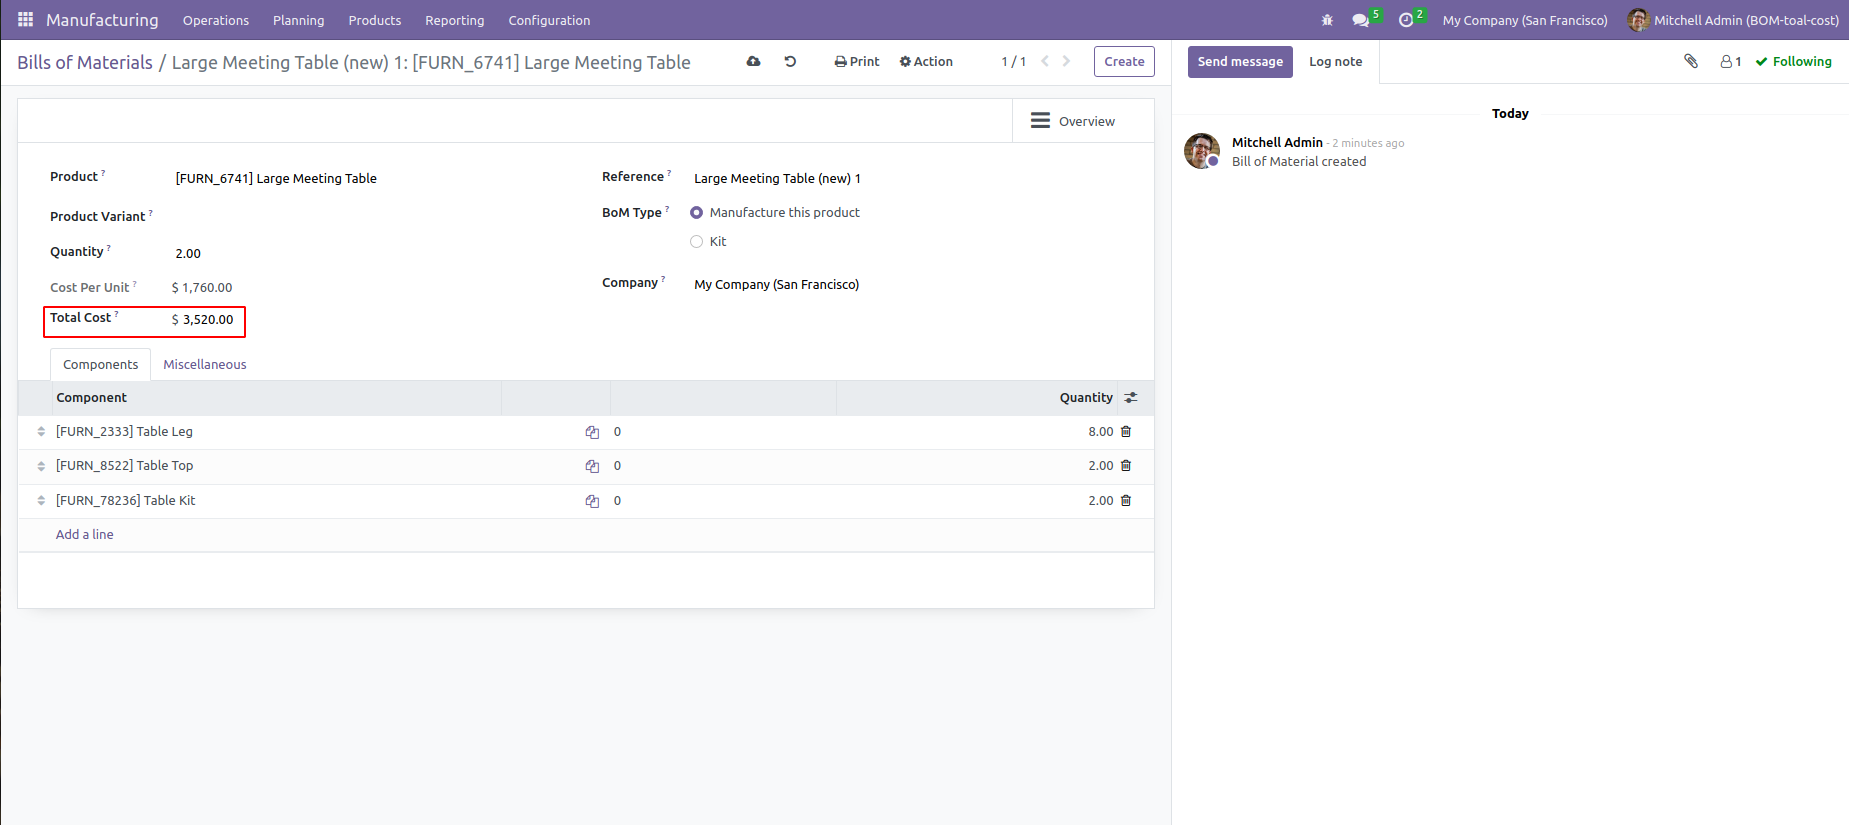 Manufacturing Operations Planning Products Reporting Configuration 5 2 My Company (San Francisco) Mitchell Admin (BOM-toal-cost)
Bills of Materials / Large Meeting Table (new) 1: [FURN_6741] Large Meeting Table Print Action 1 / 1 Create
Send message Log note 1 Following
Overview
Today
Mitchell Admin - 2 minutes ago
Bill of Material created
Product ? [FURN_6741] Large Meeting Table
Product Variant ?
Quantity ? 2.00
Cost Per Unit ? $ 1,760.00
Total Cost ? $ 3,520.00
Reference ? Large Meeting Table (new) 1
BoM Type ? Manufacture this product
Kit
Company ? My Company (San Francisco)
Components Miscellaneous
Component Quantity
[FURN_2333] Table Leg 0 8.00
[FURN_8522] Table Top 0 2.00
[FURN_78236] Table Kit 0 2.00
Add a line